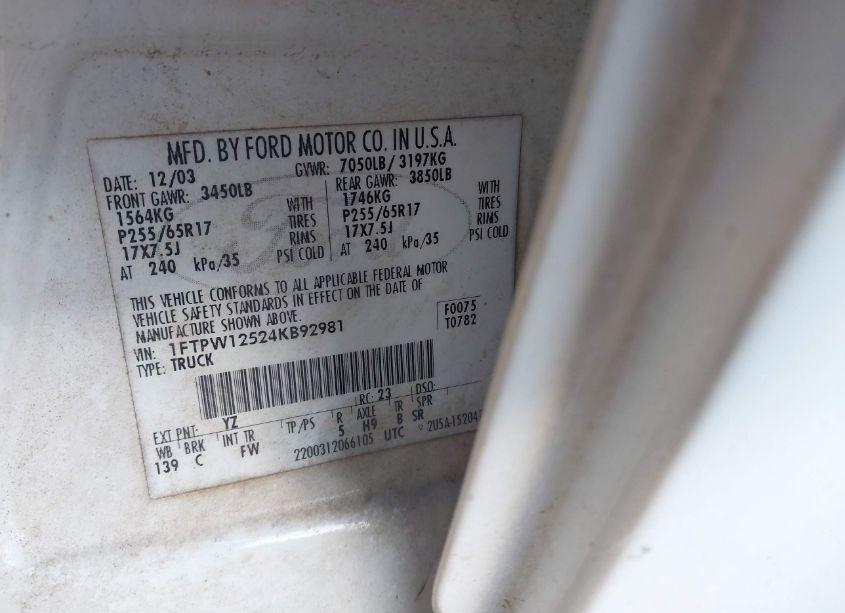 MFD. BY FORD MOTOR CO. IN U.S.A.
DATE: 12/03 GVWR: 7050LB/ 3197KG
FRONT GAWR: 3450LB REAR GAWR: 3850LB
1564KG WITH 1746KG WITH
P255/65R17 TIRES P255/65R17 TIRES
17X7.5J RIMS 17X7.5J RIMS
AT 240 kPa/35 PSI COLD AT 240 kPa/35 PSI COLD
THIS VEHICLE CONFORMS TO ALL APPLICABLE FEDERAL MOTOR
VEHICLE SAFETY STANDARDS IN EFFECT ON THE DATE OF
MANUFACTURE SHOWN ABOVE.
VIN: 1FTPW12524KB92981 F0075
TYPE: TRUCK T0782
EXT PNT: YZ RC: 23 DSO:
WB BRK INT TR TP/PS R AXLE TR SPR
139 C FW 5 H9 B SR
2200312066105 UTC